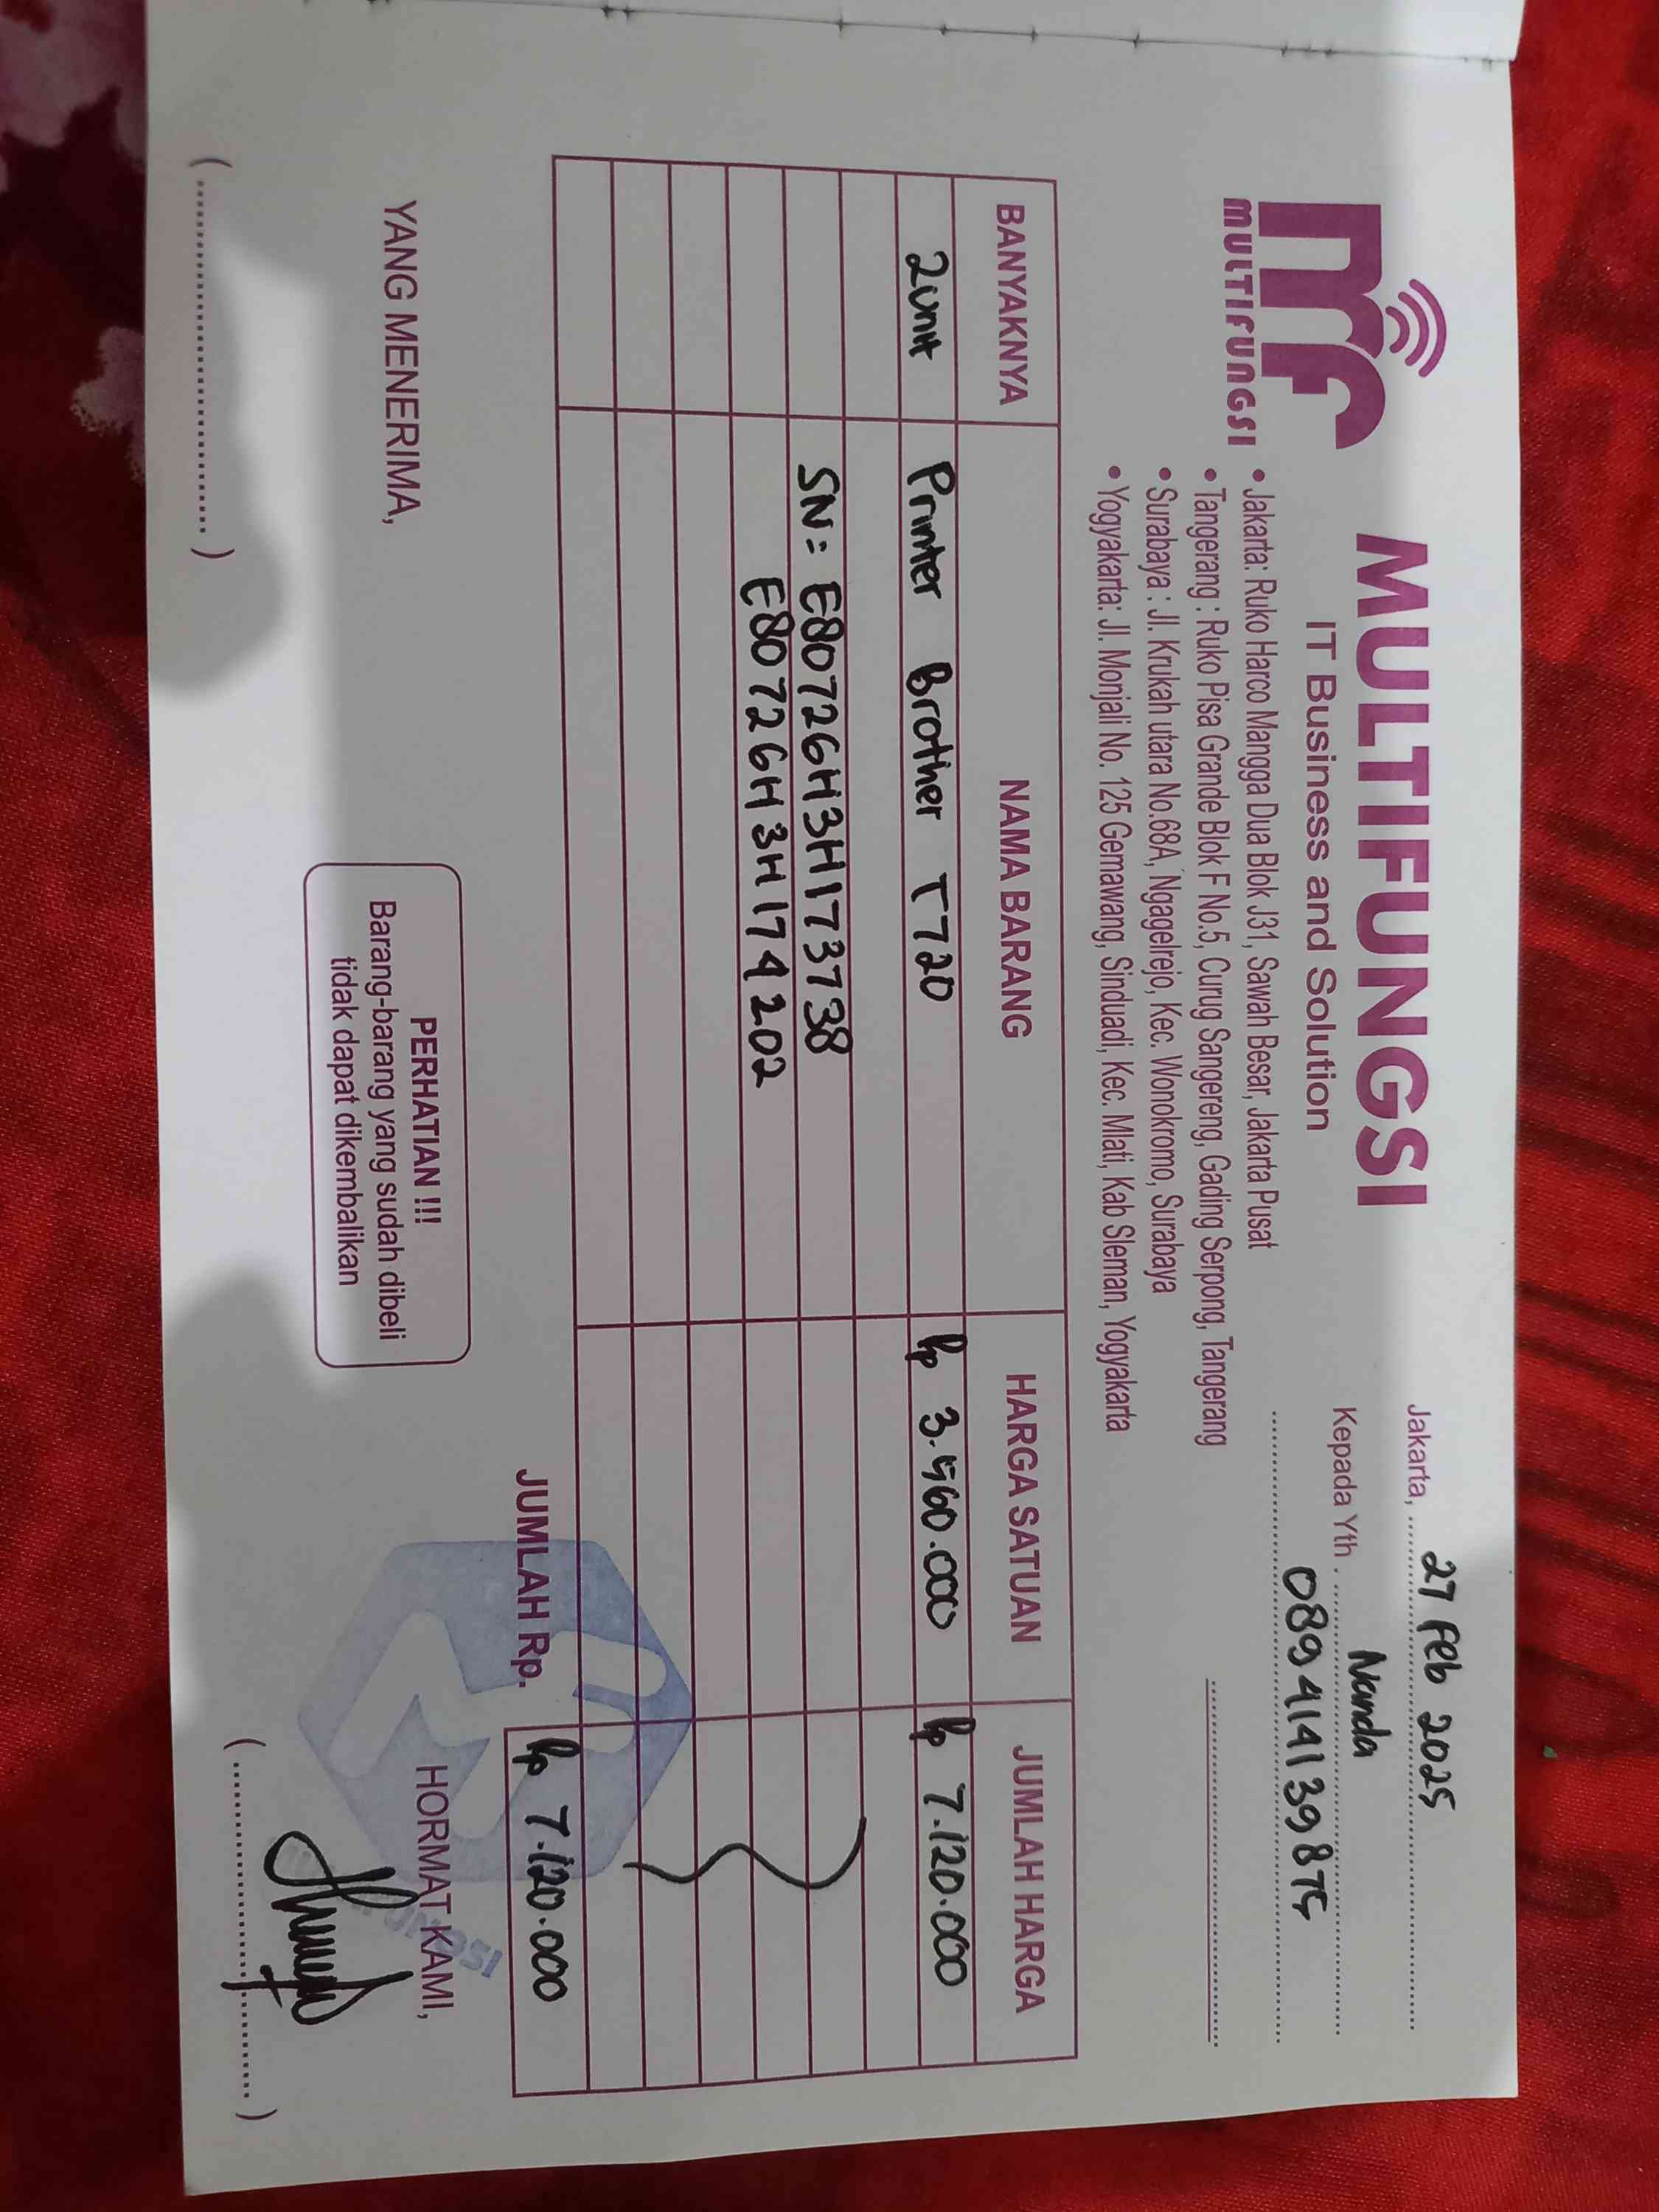 MULTIFUNGSI
MULTIFUNGSI
IT Business and Solution
• Jakarta: Ruko Harco Mangga Dua Blok J31, Sawah Besar, Jakarta Pusat
• Tangerang : Ruko Pisa Grande Blok F No.5, Curug Sangereng, Gading Serpong, Tangerang
• Surabaya : Jl. Krukah utara No.68A, Ngagelrejo, Kec. Wonokromo, Surabaya
• Yogyakarta: Jl. Monjali No. 125 Gemawang, Sinduadi, Kec. Mlati, Kab Sleman, Yogyakarta
Jakarta, 27 Feb 2025
Kepada Yth. Nanda
089 4141 39 875
BANYAKNYA NAMA BARANG HARGA SATUAN JUMLAH HARGA
2 unit Printer Brother T720 Rp 3.560.000 Rp 7.120.000
SN: E80726H3H173738
E80726H3H174202
JUMLAH Rp. Rp 7.120.000
YANG MENERIMA,
PERHATIAN !!!
Barang-barang yang sudah dibeli
tidak dapat dikembalikan
HORMAT KAMI,